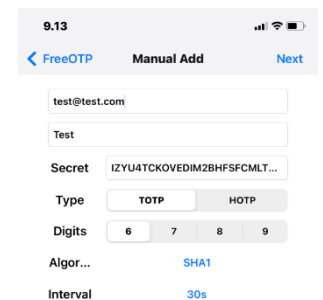 9.13
FreeOTP Manual Add Next
test@test.com
Test
Secret IZYU4TCKOVEDIM2BHFSFCMLT...
Type TOTP HOTP
Digits 6 7 8 9
Algor... SHA1
Interval 30s